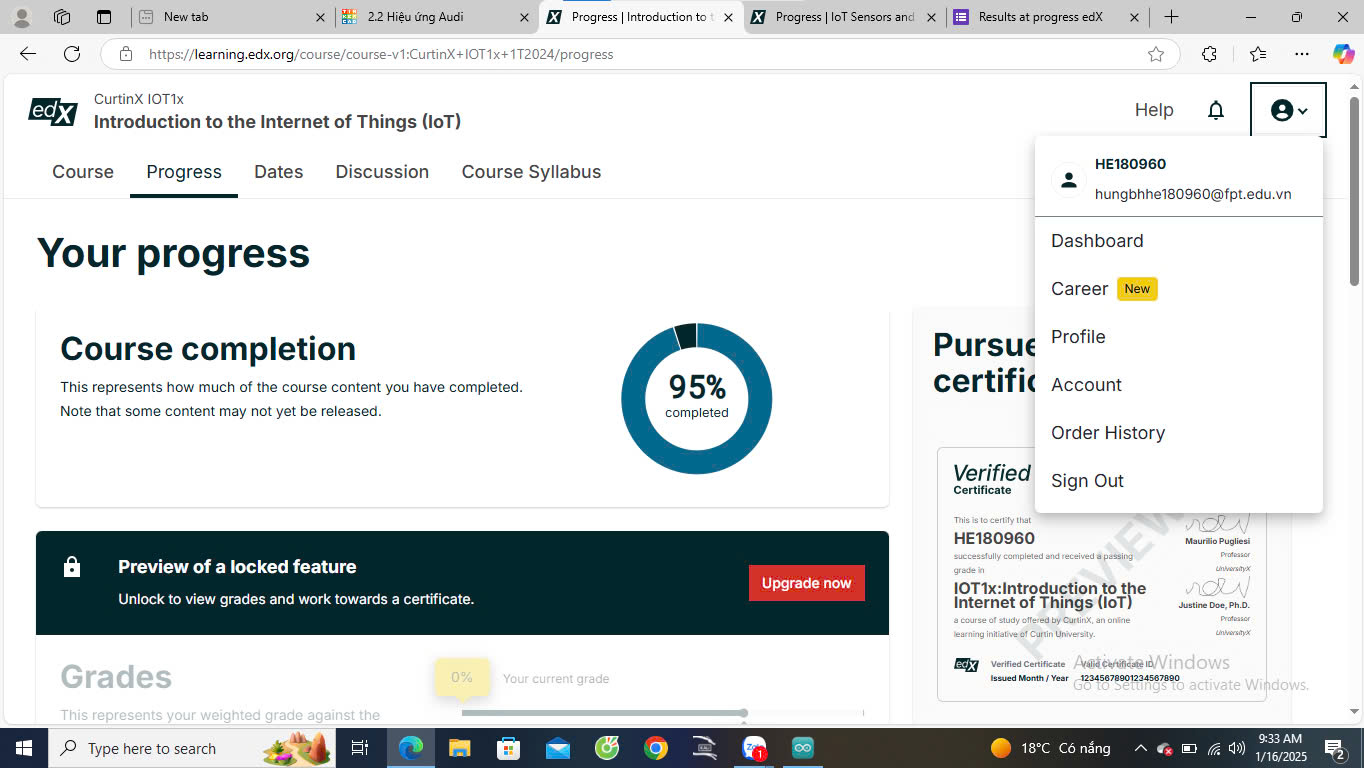 New tab
2.2 Hiệu ứng Audi
Progress | Introduction to t
Progress | IoT Sensors and
Results at progress edX
https://learning.edx.org/course/course-v1:CurtinX+IOT1x+1T2024/progress
edX
CurtinX IOT1x
Introduction to the Internet of Things (IoT)
Help
Course
Progress
Dates
Discussion
Course Syllabus
HE180960
hungbhhe180960@fpt.edu.vn
Dashboard
Career New
Profile
Account
Order History
Sign Out
Your progress
Course completion
This represents how much of the course content you have completed.
Note that some content may not yet be released.
95%
completed
Pursue
certific
Preview of a locked feature
Unlock to view grades and work towards a certificate.
Upgrade now
Grades
This represents your weighted grade against the
0%
Your current grade
Verified
Certificate
This is to certify that
HE180960
successfully completed and received a passing
grade in
IOT1x:Introduction to the
Internet of Things (IoT)
a course of study offered by CurtinX, an online
learning initiative of Curtin University.
Maurilio Pugliesi
Professor
UniversityX
Justine Doe, Ph.D.
Professor
UniversityX
PREVIEW
edX
Verified Certificate
Issued Month / Year
Valid Certificate ID
12345678901234567890
Activate Windows
Go to Settings to activate Windows.
Type here to search
1
18°C Có nắng
9:33 AM
1/16/2025
2